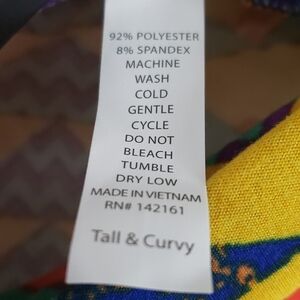 92% POLYESTER
8% SPANDEX
MACHINE
WASH
COLD
GENTLE
CYCLE
DO NOT
BLEACH
TUMBLE
DRY LOW
MADE IN VIETNAM
RN# 142161
Tall & Curvy